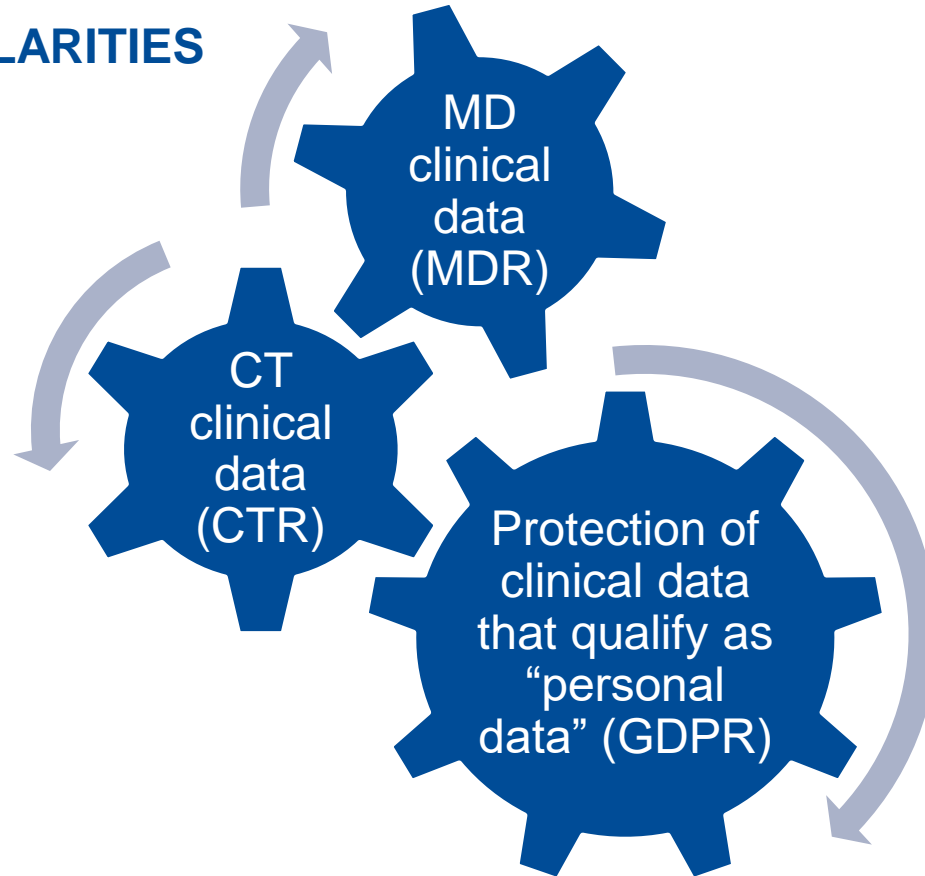 LARITIES
MD
clinical
data
(MDR)
CT
clinical
data
(CTR)
Protection of
clinical data
that qualify as
“personal
data” (GDPR)